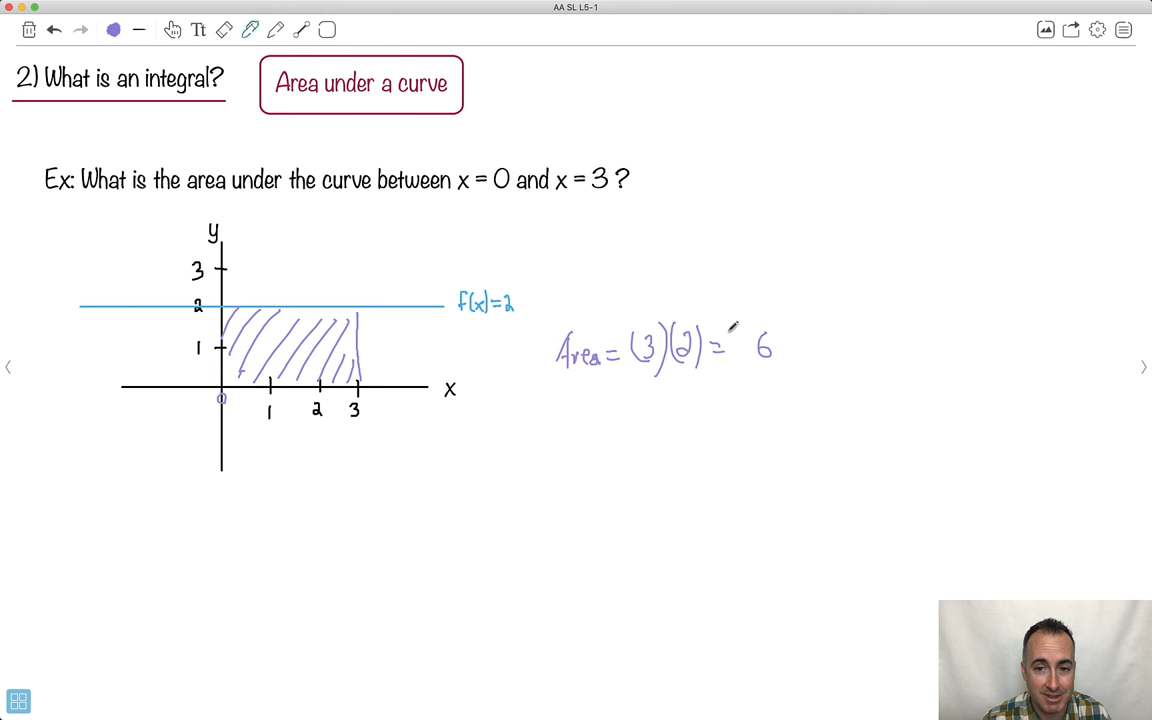 AA SL L5-1
Tt
2) What is an integral?
Area under a curve
Ex: What is the area under the curve between x = 0 and x = 3 ?
y
3
2
f(x)=2
1
Area = (3)(2) = 6
x
0
1 2 3